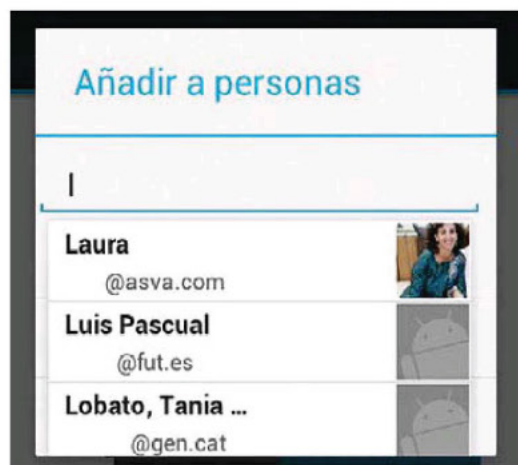 Añadir a personas
l
Laura
@asva.com
Luis Pascual
@fut.es
Lobato, Tania ...
@gen.cat